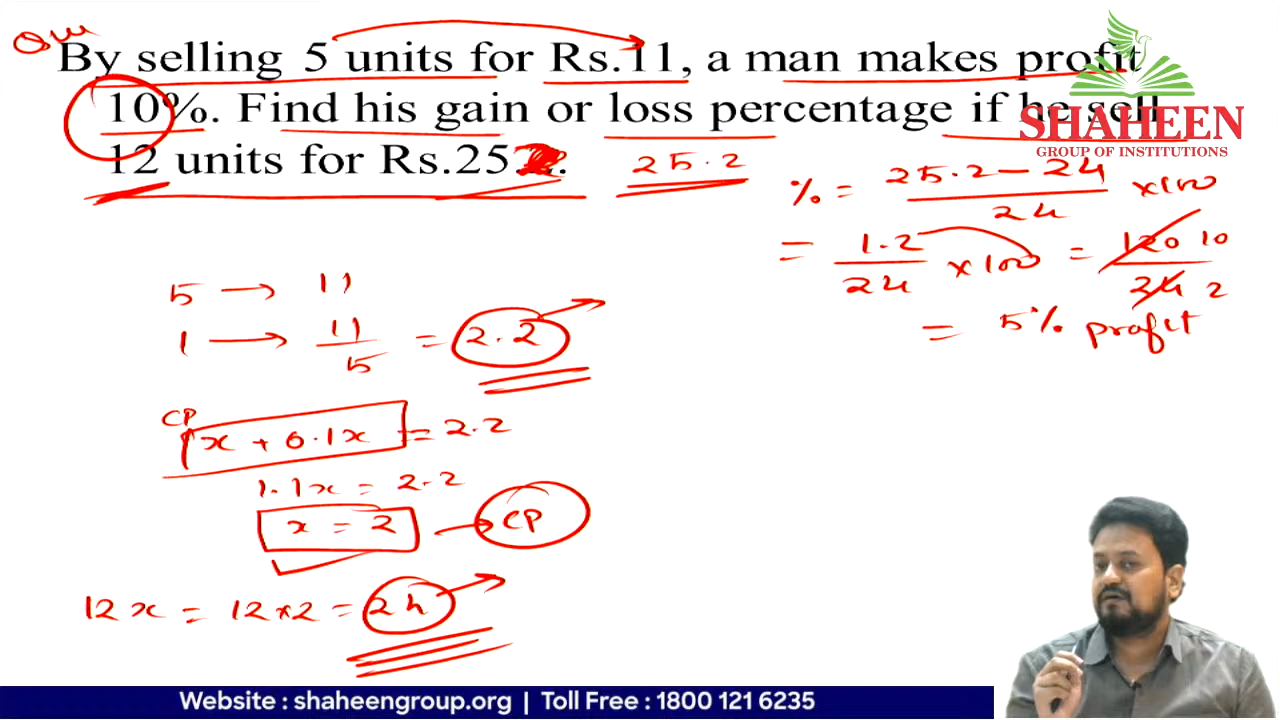 Que
By selling 5 units for Rs.11, a man makes profit
10%. Find his gain or loss percentage if he sell
12 units for Rs.25 .
25.2
SHAHEEN
GROUP OF INSTITUTIONS
% = 25.2 - 24 / 24 × 100
= 1.2 / 24 × 100 = 120 10 / 24 2
= 5% profit
5 → 11
1 → 11 / 5 = 2.2
CP
x + 0.1x = 2.2
1.1x = 2.2
x = 2 → CP
12x = 12×2 = 24
Website : shaheengroup.org | Toll Free : 1800 121 6235